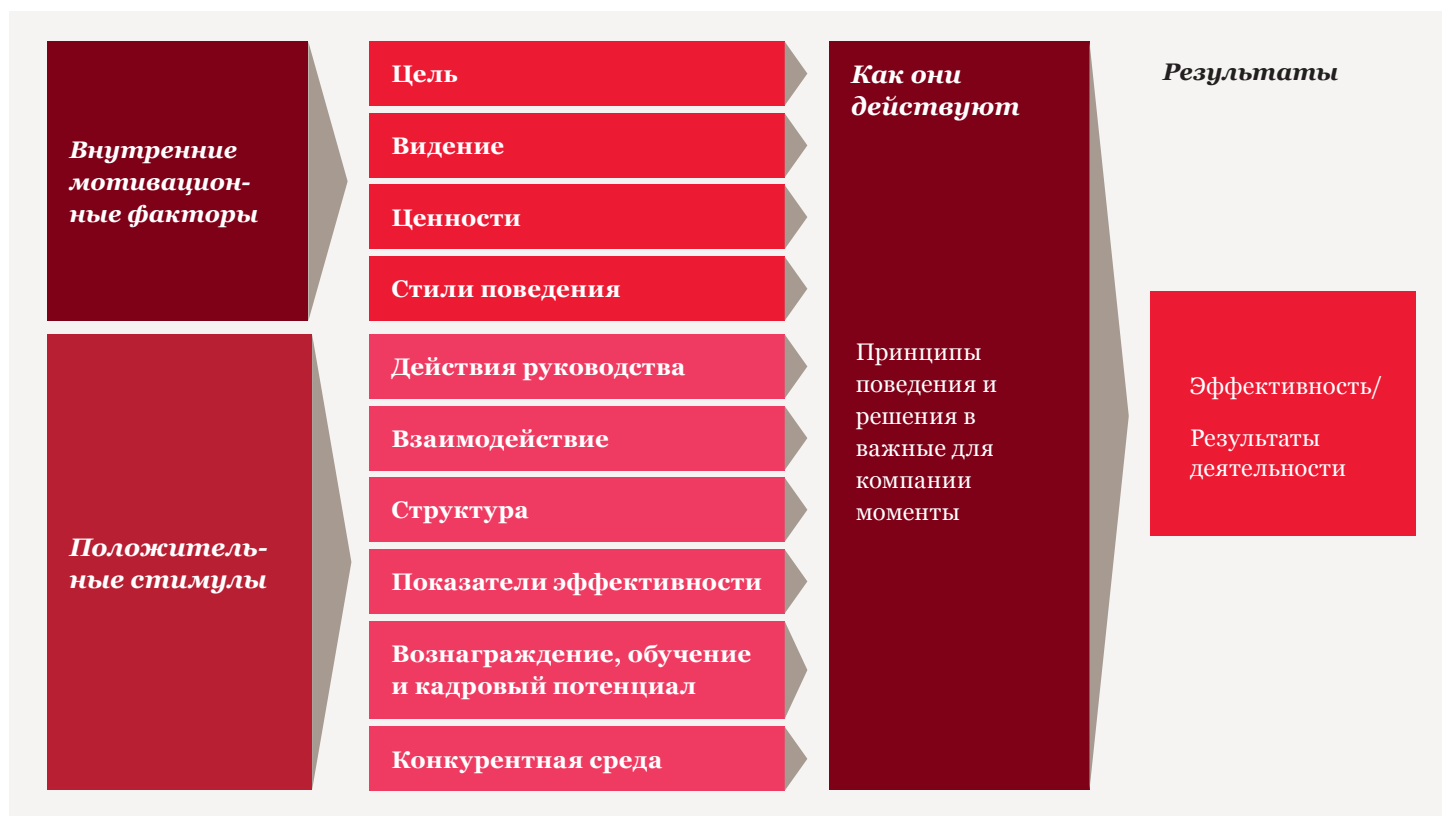 Внутренние
мотивацион-
ные факторы
Положитель-
ные стимулы
Цель
Видение
Ценности
Стили поведения
Действия руководства
Взаимодействие
Структура
Показатели эффективности
Вознаграждение, обучение
и кадровый потенциал
Конкурентная среда
Как они
действуют
Принципы
поведения и
решения в
важные для
компании
моменты
Результаты
Эффективность/
Результаты
деятельности